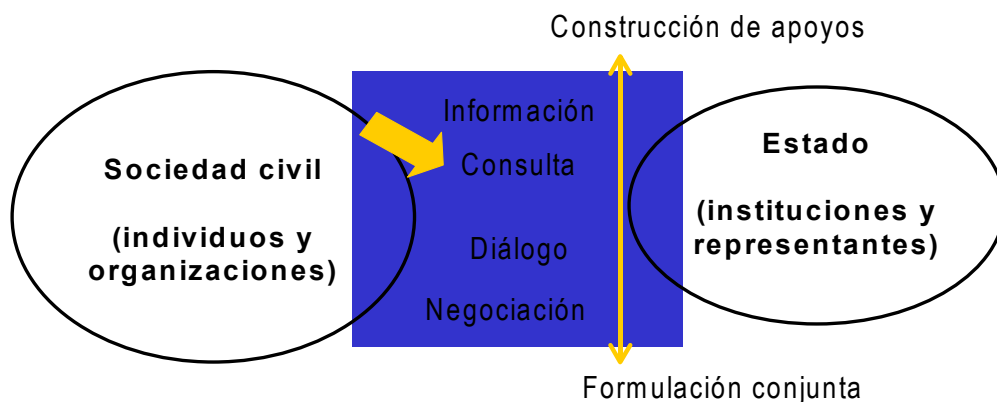 Construcción de apoyos
Información
Consulta
Diálogo
Negociación
Sociedad civil
(individuos y
organizaciones)
Estado
(instituciones y
representantes)
Formulación conjunta